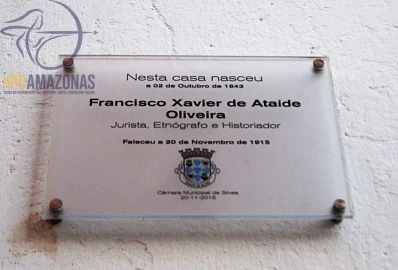 AMAZONAS
Nesta casa nasceu
a 02 de Outubro de 1843
Francisco Xavier de Ataíde
Oliveira
Jurista, Etnógrafo e Historiador
Faleceu a 20 de Novembro de 1915
Câmara Municipal de Silves
20-11-2015